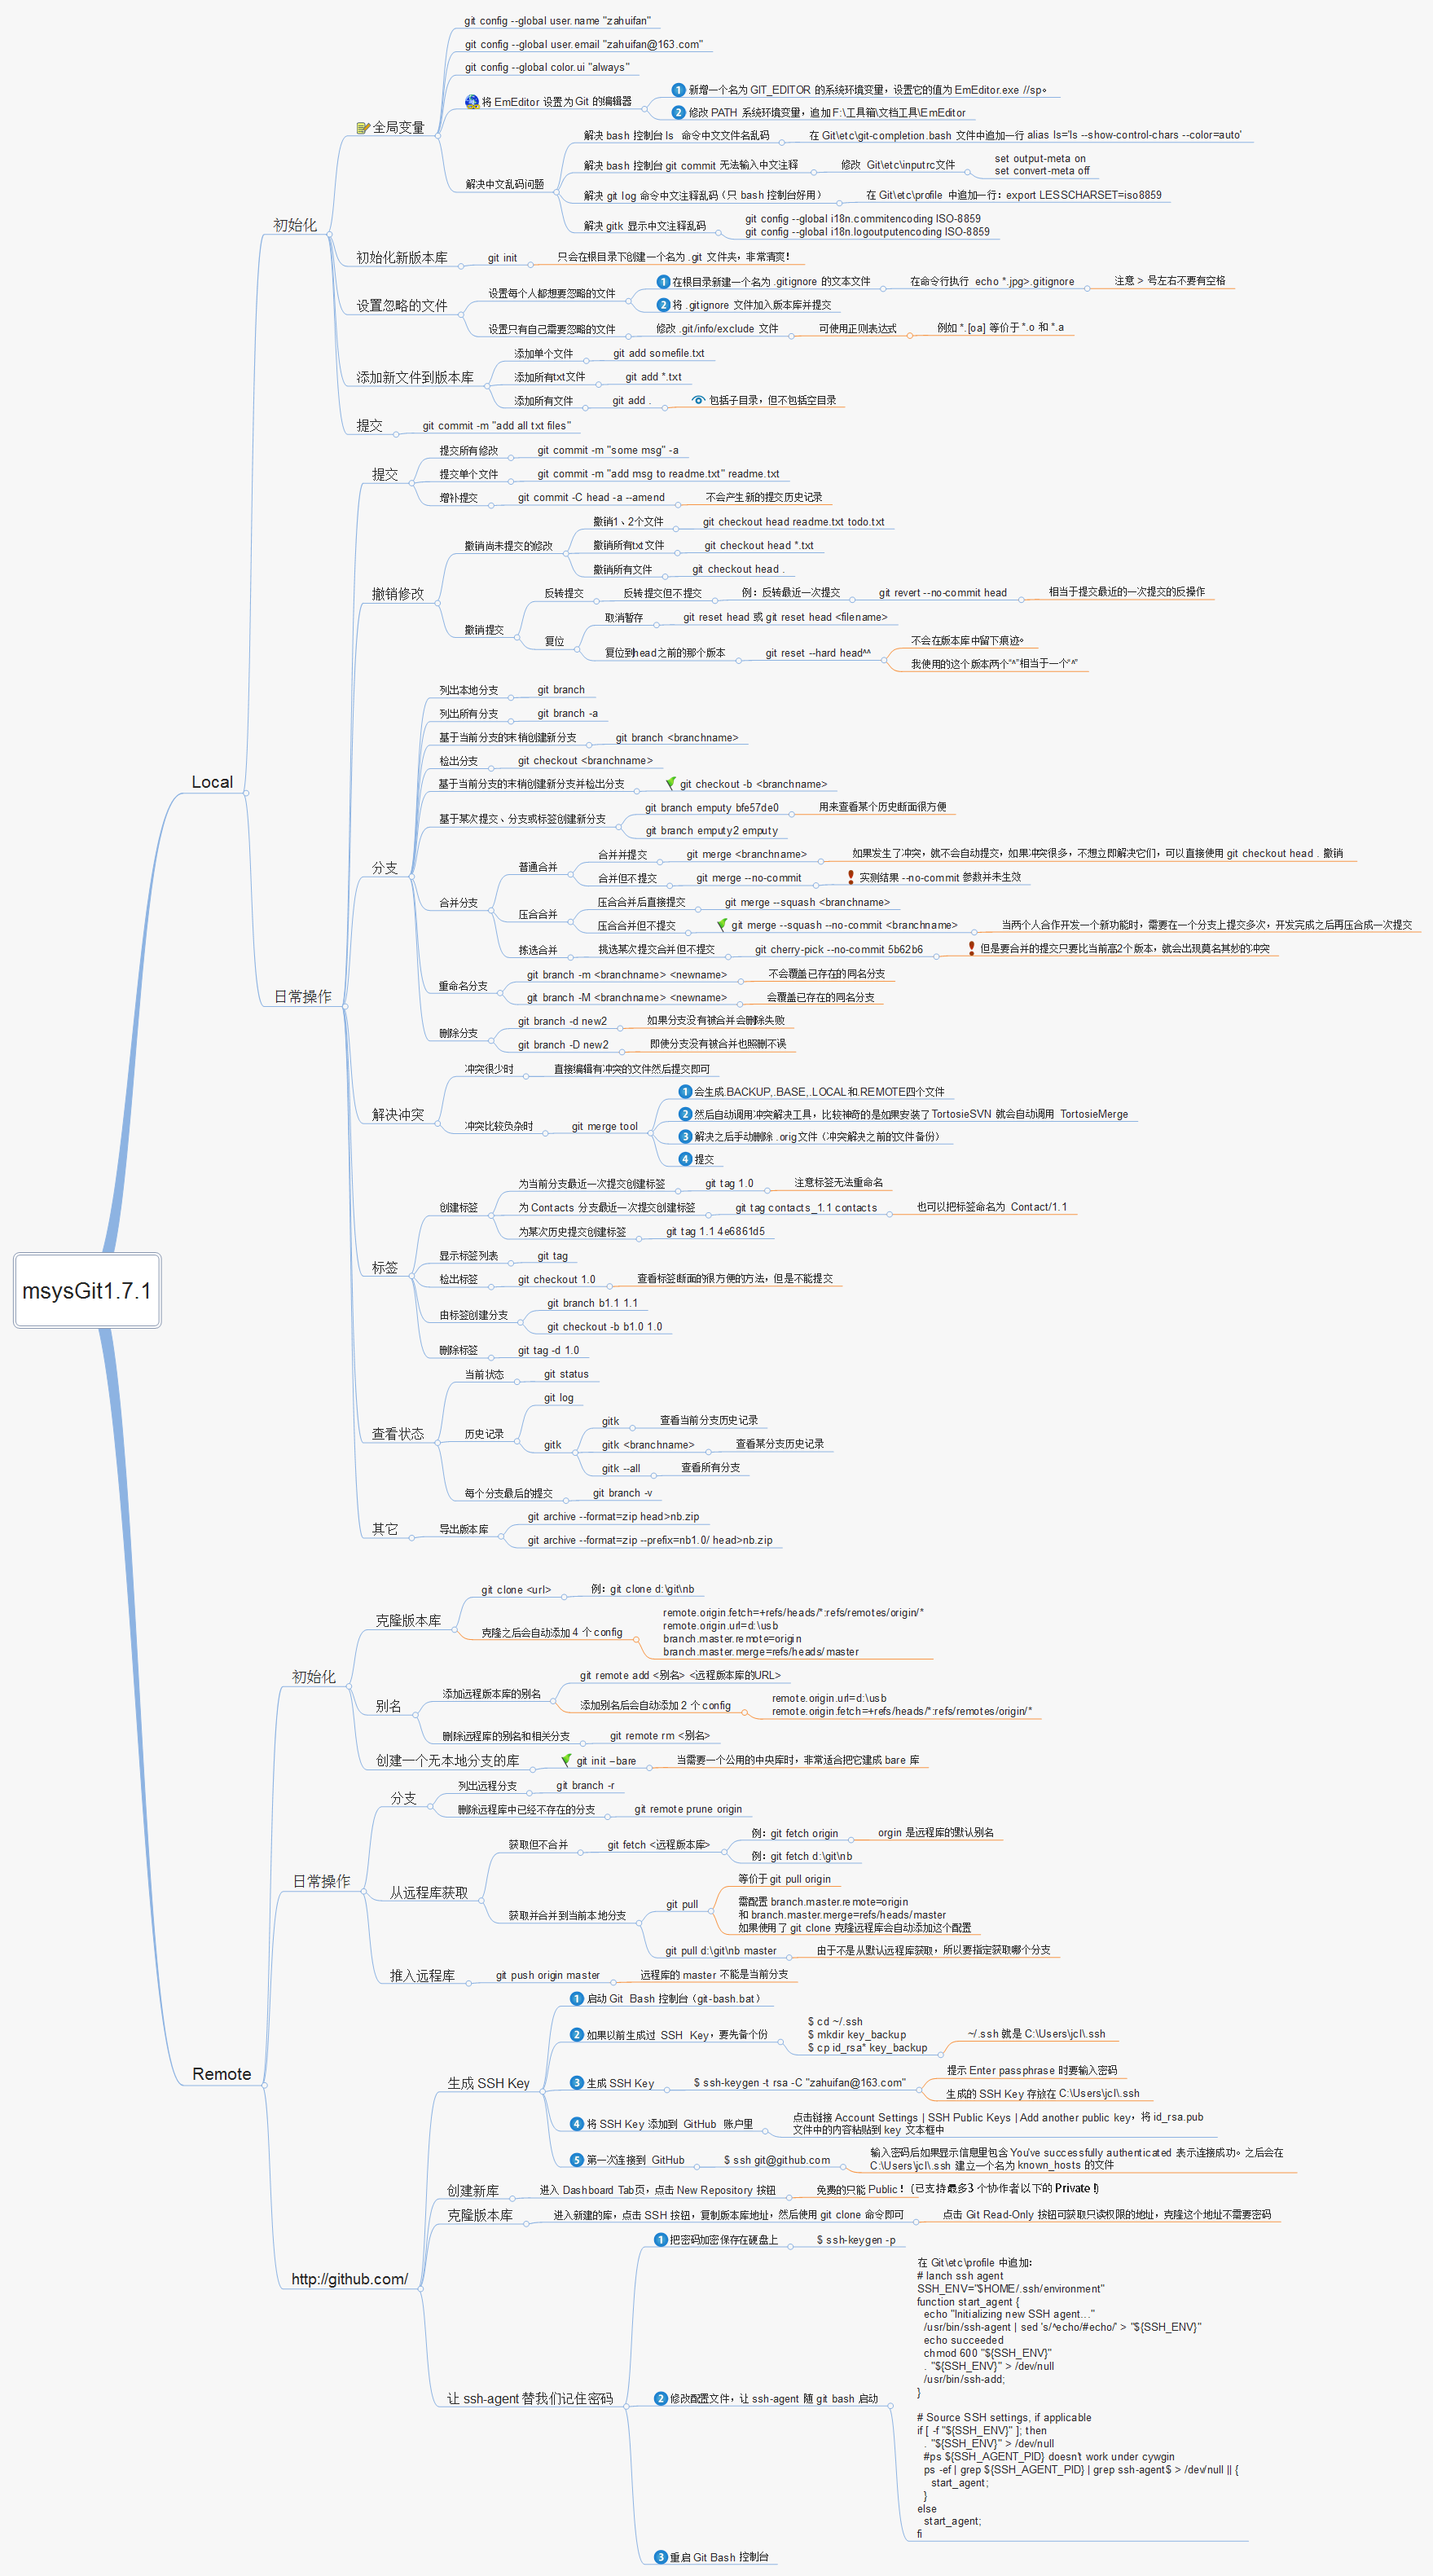 msysGit1.7.1
Local
初始化
全局变量
git config --global user.name "zahuifan"
git config --global user.email "zahuifan@163.com"
git config --global color.ui "always"
将 EmEditor 设置为 Git 的编辑器
1 新增一个名为 GIT_EDITOR 的系统环境变量，设置它的值为 EmEditor.exe //sp。
2 修改 PATH 系统环境变量，追加 F:\工具箱\文档工具\EmEditor
解决中文乱码问题
解决 bash 控制台 ls 命令中文文件名乱码
在 Git\etc\git-completion.bash 文件中追加一行 alias ls='ls --show-control-chars --color=auto'
解决 bash 控制台 git commit 无法输入中文注释
修改 Git\etc\inputrc文件
set output-meta on
set convert-meta off
解决 git log 命令中文注释乱码（只 bash 控制台好用）
在 Git\etc\profile 中追加一行：export LESSCHARSET=iso8859
解决 gitk 显示中文注释乱码
git config --global i18n.commitencoding ISO-8859
git config --global i18n.logoutputencoding ISO-8859
初始化新版本库
git init
只会在根目录下创建一个名为 .git 文件夹，非常清爽！
设置忽略的文件
设置每个人都想要忽略的文件
1 在根目录新建一个名为 .gitignore 的文本文件
在命令行执行 echo *.jpg>.gitignore
注意 > 号左右不要有空格
2 将 .gitignore 文件加入版本库并提交
设置只有自己需要忽略的文件
修改 .git/info/exclude 文件
可使用正则表达式
例如 *.[oa] 等价于 *.o 和 *.a
添加新文件到版本库
添加单个文件
git add somefile.txt
添加所有txt文件
git add *.txt
添加所有文件
git add .
包括子目录，但不包括空目录
提交
git commit -m "add all txt files"
日常操作
提交
提交所有修改
git commit -m "some msg" -a
提交单个文件
git commit -m "add msg to readme.txt" readme.txt
增补提交
git commit -C head -a --amend
不会产生新的提交历史记录
撤销修改
撤销尚未提交的修改
撤销1、2个文件
git checkout head readme.txt todo.txt
撤销所有txt文件
git checkout head *.txt
撤销所有文件
git checkout head .
撤销提交
反转提交
反转提交但不提交
例：反转最近一次提交
git revert --no-commit head
相当于提交最近的一次提交的反操作
复位
取消暂存
git reset head 或 git reset head <filename>
复位到head之前的那个版本
git reset --hard head^^
不会在版本库中留下痕迹。
我使用的这个版本两个"^"相当于一个"^"
分支
列出本地分支
git branch
列出所有分支
git branch -a
基于当前分支的末梢创建新分支
git branch <branchname>
检出分支
git checkout <branchname>
基于当前分支的末梢创建新分支并检出分支
git checkout -b <branchname>
基于某次提交、分支或标签创建新分支
git branch emputy bfe57de0
用来查看某个历史断面很方便
git branch emputy2 emputy
合并分支
普通合并
合并并提交
git merge <branchname>
如果发生了冲突，就不会自动提交，如果冲突很多，不想立即解决它们，可以直接使用 git checkout head . 撤销
合并但不提交
git merge --no-commit
实测结果 --no-commit 参数并未生效
压合合并
压合合并后直接提交
git merge --squash <branchname>
压合合并但不提交
git merge --squash --no-commit <branchname>
当两个人合作开发一个新功能时，需要在一个分支上提交多次，开发完成之后再压合成一次提交
拣选合并
挑选某次提交合并但不提交
git cherry-pick --no-commit 5b62b6
但是要合并的提交只要比当前高2个版本，就会出现莫名其妙的冲突
重命名分支
git branch -m <branchname> <newname>
不会覆盖已存在的同名分支
git branch -M <branchname> <newname>
会覆盖已存在的同名分支
删除分支
git branch -d new2
如果分支没有被合并会删除失败
git branch -D new2
即使分支没有被合并也照删不误
解决冲突
冲突很少时
直接编辑有冲突的文件然后提交即可
冲突比较负杂时
git merge tool
1 会生成.BACKUP,.BASE,.LOCAL和.REMOTE四个文件
2 然后自动调用冲突解决工具，比较神奇的是如果安装了TortosieSVN 就会自动调用 TortosieMerge
3 解决之后手动删除 .orig文件（冲突解决之前的文件备份）
4 提交
标签
创建标签
为当前分支最近一次提交创建标签
git tag 1.0
注意标签无法重命名
为 Contacts 分支最近一次提交创建标签
git tag contacts_1.1 contacts
也可以把标签命名为 Contact/1.1
为某次历史提交创建标签
git tag 1.1 4e6861d5
显示标签列表
git tag
检出标签
git checkout 1.0
查看标签断面的很方便的方法，但是不能提交
由标签创建分支
git branch b1.1 1.1
git checkout -b b1.0 1.0
删除标签
git tag -d 1.0
查看状态
当前状态
git status
历史记录
git log
gitk
gitk
查看当前分支历史记录
gitk <branchname>
查看某分支历史记录
gitk --all
查看所有分支
每个分支最后的提交
git branch -v
其它
导出版本库
git archive --format=zip head>nb.zip
git archive --format=zip --prefix=nb1.0/ head>nb.zip
Remote
初始化
克隆版本库
git clone <url>
例：git clone d:\git\nb
克隆之后会自动添加 4 个 config
remote.origin.fetch=+refs/heads/*:refs/remotes/origin/*
remote.origin.url=d:\usb
branch.master.remote=origin
branch.master.merge=refs/heads/master
别名
添加远程版本库的别名
git remote add <别名> <远程版本库的URL>
添加别名后会自动添加 2 个 config
remote.origin.url=d:\usb
remote.origin.fetch=+refs/heads/*:refs/remotes/origin/*
删除远程库的别名和相关分支
git remote rm <别名>
创建一个无本地分支的库
git init --bare
当需要一个公用的中央库时，非常适合把它建成 bare 库
日常操作
分支
列出远程分支
git branch -r
删除远程库中已经不存在的分支
git remote prune origin
从远程库获取
获取但不合并
git fetch <远程版本库>
例：git fetch origin
orgin 是远程库的默认别名
例：git fetch d:\git\nb
获取并合并到当前本地分支
git pull
等价于 git pull origin
需配置 branch.master.remote=origin
和 branch.master.merge=refs/heads/master
如果使用了 git clone 克隆远程库会自动添加这个配置
git pull d:\git\nb master
由于不是从默认远程库获取，所以要指定获取哪个分支
推入远程库
git push origin master
远程库的 master 不能是当前分支
http://github.com/
生成 SSH Key
1 启动 Git Bash 控制台（git-bash.bat）
2 如果以前生成过 SSH Key，要先备个份
$ cd ~/.ssh
$ mkdir key_backup
$ cp id_rsa* key_backup
~/.ssh 就是 C:\Users\jcl\.ssh
3 生成 SSH Key
$ ssh-keygen -t rsa -C "zahuifan@163.com"
提示 Enter passphrase 时要输入密码
生成的 SSH Key 存放在 C:\Users\jcl\.ssh
4 将 SSH Key 添加到 GitHub 账户里
点击链接 Account Settings | SSH Public Keys | Add another public key，将 id_rsa.pub
文件中的内容粘贴到 key 文本框中
5 第一次连接到 GitHub
$ ssh git@github.com
输入密码后如果显示信息里包含 You've successfully authenticated 表示连接成功。之后会在
C:\Users\jcl\.ssh 建立一个名为 known_hosts 的文件
创建新库
进入 Dashboard Tab页，点击 New Repository 按钮
免费的只能 Public！ (已支持最多3 个协作者以下的 Private !)
克隆版本库
进入新建的库，点击 SSH 按钮，复制版本库地址，然后使用 git clone 命令即可
点击 Git Read-Only 按钮可获取只读权限的地址，克隆这个地址不需要密码
让 ssh-agent 替我们记住密码
1 把密码加密保存在硬盘上
$ ssh-keygen -p
2 修改配置文件，让 ssh-agent 随 git bash 启动
在 Git\etc\profile 中追加：
# lanch ssh agent
SSH_ENV="$HOME/.ssh/environment"
function start_agent {
echo "Initializing new SSH agent..."
/usr/bin/ssh-agent | sed 's/^echo/#echo/' > "${SSH_ENV}"
echo succeeded
chmod 600 "${SSH_ENV}"
. "${SSH_ENV}" > /dev/null
/usr/bin/ssh-add;
}
# Source SSH settings, if applicable
if [ -f "${SSH_ENV}" ]; then
. "${SSH_ENV}" > /dev/null
#ps ${SSH_AGENT_PID} doesn't work under cywgin
ps -ef | grep ${SSH_AGENT_PID} | grep ssh-agent$ > /dev/null || {
start_agent;
}
else
start_agent;
fi
3 重启 Git Bash 控制台